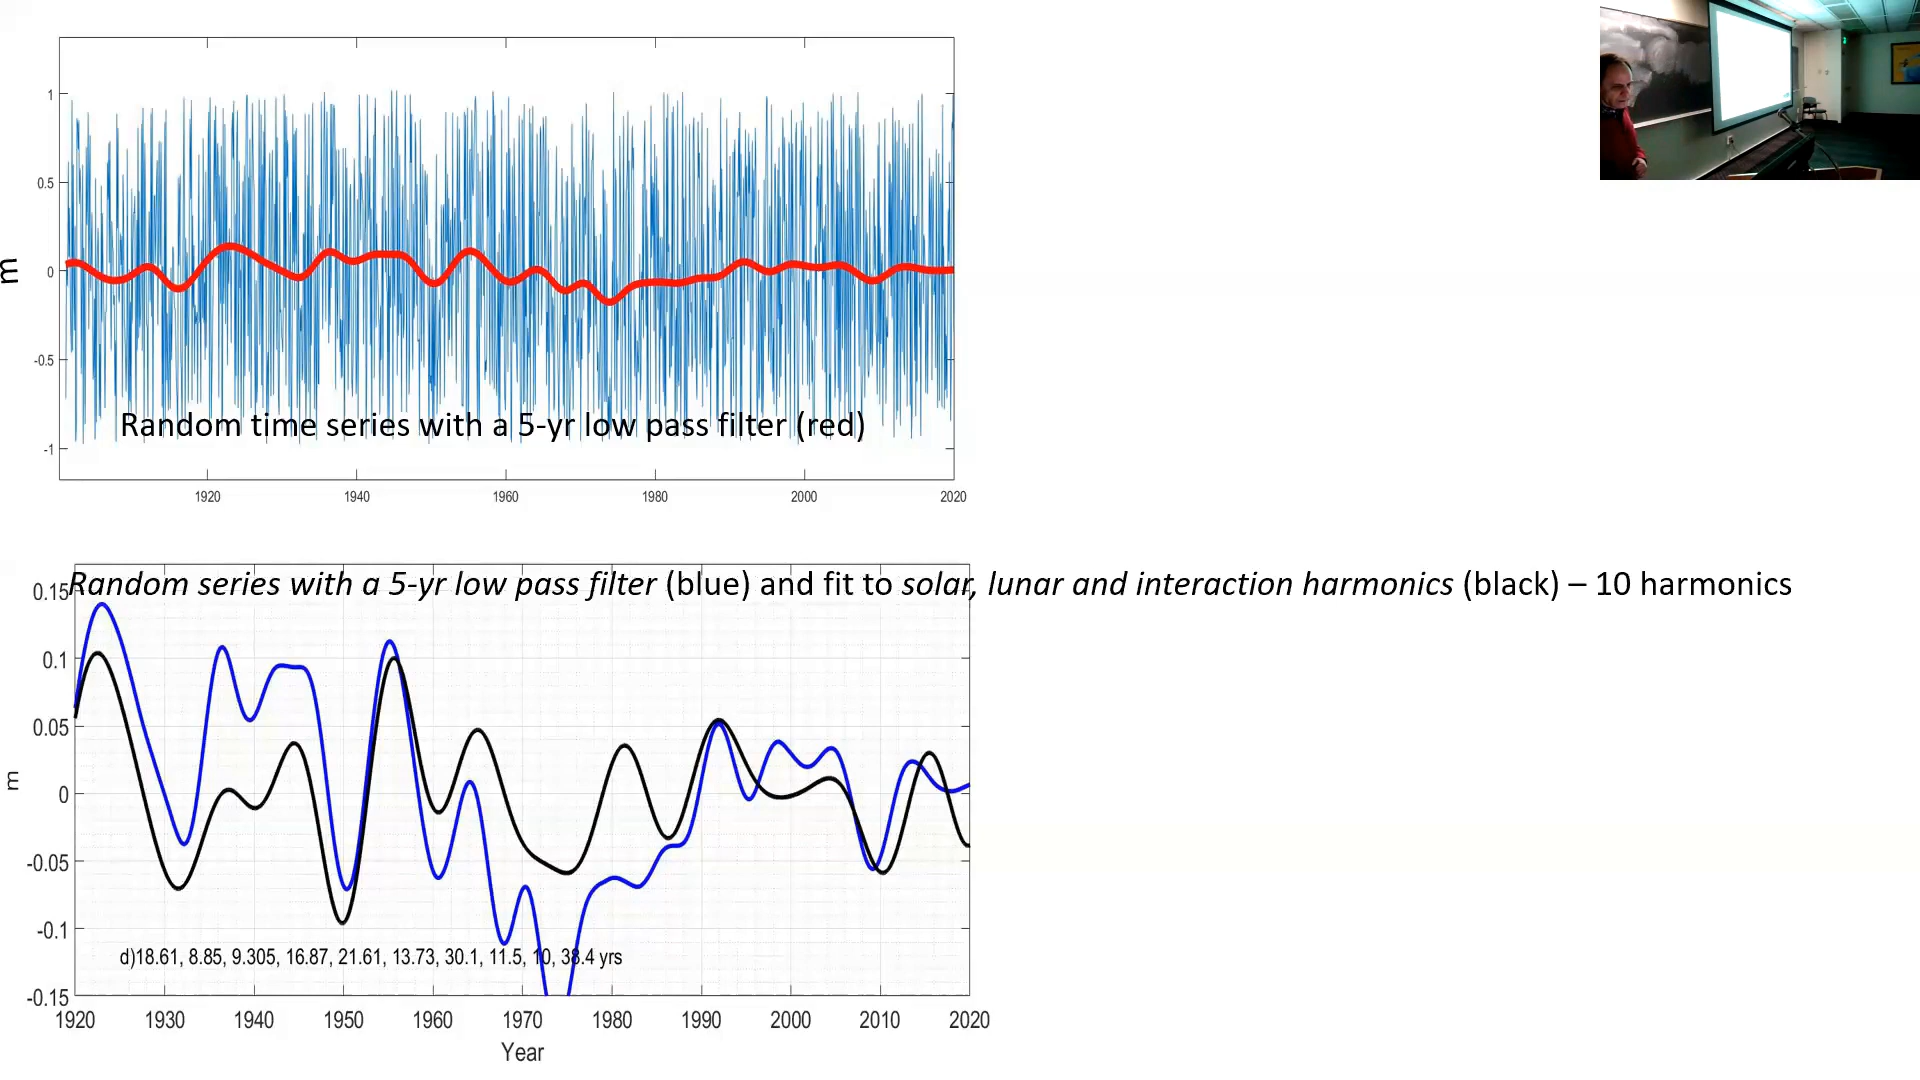 1
0.5
m
0
-0.5
Random time series with a 5-yr low pass filter (red)
-1
1920 1940 1960 1980 2000 2020
Random series with a 5-yr low pass filter (blue) and fit to solar, lunar and interaction harmonics (black) – 10 harmonics
0.15
0.1
0.05
m
0
-0.05
-0.1
d)18.61, 8.85, 9.305, 16.87, 21.61, 13.73, 30.1, 11.5, 10, 38.4 yrs
-0.15
1920 1930 1940 1950 1960 1970 1980 1990 2000 2010 2020
Year